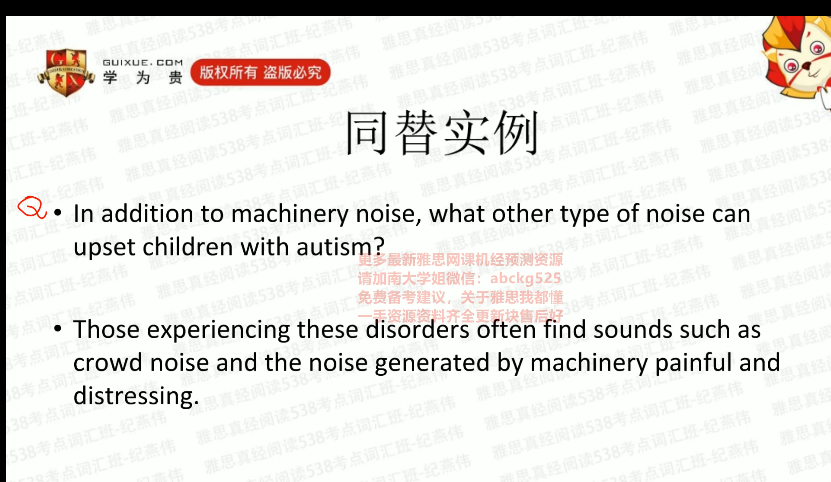 GUIXUE.COM
学为贵
版权所有 盗版必究
同替实例
Q
• In addition to machinery noise, what other type of noise can
upset children with autism?
更多最新雅思网课机经预测资源
请加南大学姐微信：abckg525
免费备考建议，关于雅思我都懂
一手资源资料齐全更新块售后好
• Those experiencing these disorders often find sounds such as
crowd noise and the noise generated by machinery painful and
distressing.
雅思真经阅读538考点词汇班-纪燕伟